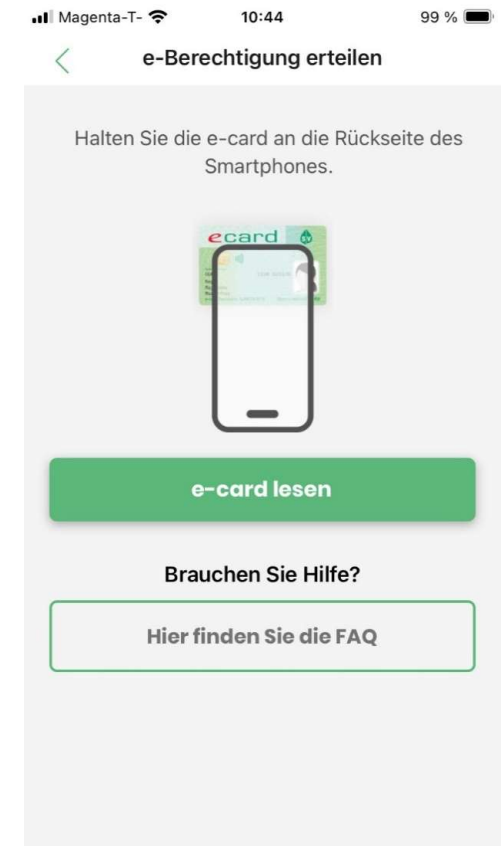 Magenta-T- 10:44 99 %
e-Berechtigung erteilen
Halten Sie die e-card an die Rückseite des
Smartphones.
ecard
e-card lesen
Brauchen Sie Hilfe?
Hier finden Sie die FAQ